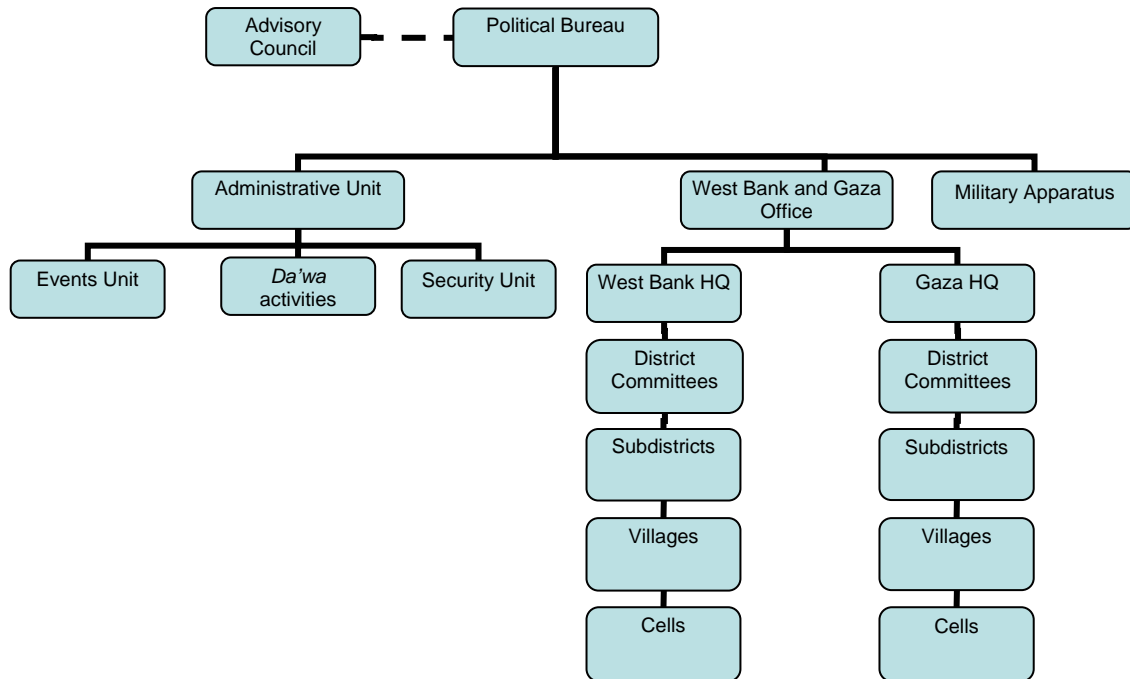 Advisory
Council
Political Bureau
Administrative Unit
West Bank and Gaza
Office
Military Apparatus
Events Unit
Da'wa
activities
Security Unit
West Bank HQ
Gaza HQ
District
Committees
District
Committees
Subdistricts
Subdistricts
Villages
Villages
Cells
Cells